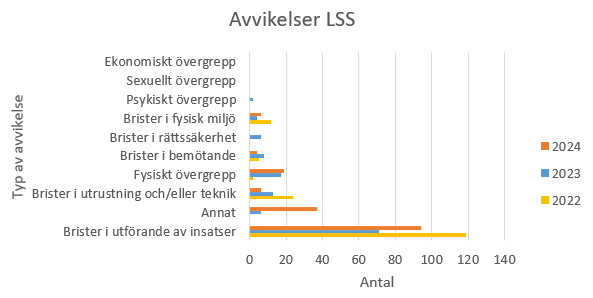 Avvikelser LSS
Typ av avvikelse
Ekonomiskt övergrepp
Sexuellt övergrepp
Psykiskt övergrepp
Brister i fysisk miljö
Brister i rättssäkerhet
Brister i bemötande
Fysiskt övergrepp
Brister i utrustning och/eller teknik
Annat
Brister i utförande av insatser
0 20 40 60 80 100 120 140
Antal
2024
2023
2022